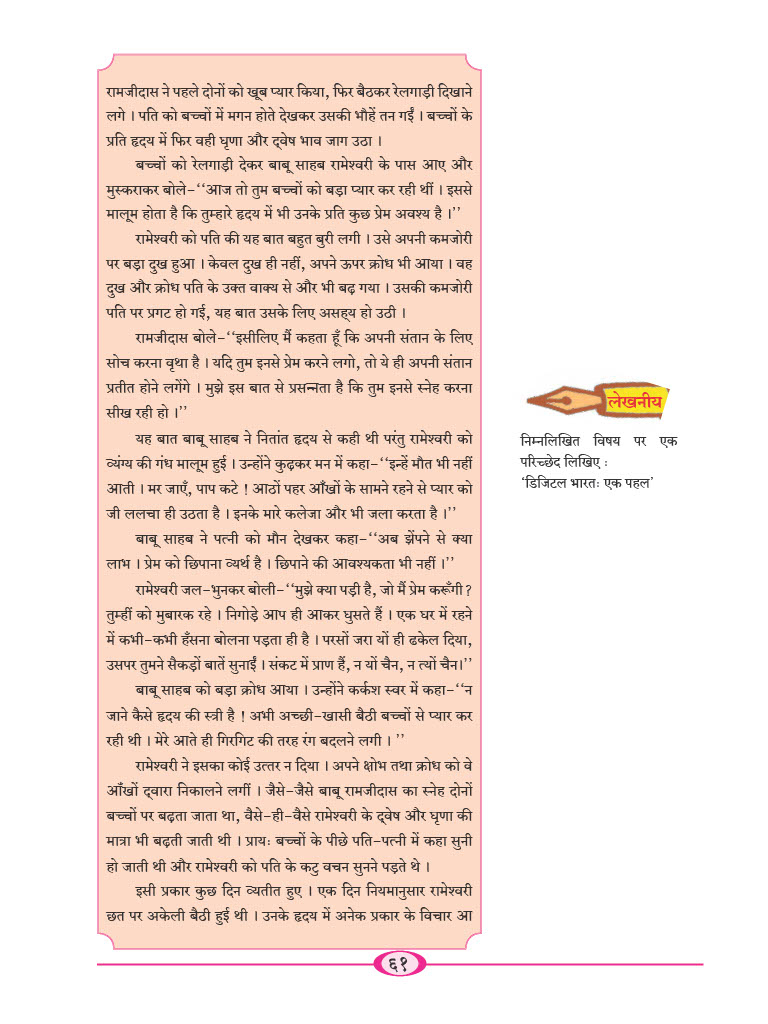 रामजीदास ने पहले दोनों को खूब प्यार किया, फिर बैठकर रेलगाड़ी दिखाने
लगे । पति को बच्चों में मगन होते देखकर उसकी भौहें तन गईं । बच्चों के
प्रति हृदय में फिर वही घृणा और द्वेष भाव जाग उठा ।
बच्चों को रेलगाड़ी देकर बाबू साहब रामेश्वरी के पास आए और
मुस्कराकर बोले-‘‘आज तो तुम बच्चों को बड़ा प्यार कर रही थीं । इससे
मालूम होता है कि तुम्हारे हृदय में भी उनके प्रति कुछ प्रेम अवश्य है ।’’
रामेश्वरी को पति की यह बात बहुत बुरी लगी । उसे अपनी कमजोरी
पर बड़ा दुख हुआ । केवल दुख ही नहीं, अपने ऊपर क्रोध भी आया । वह
दुख और क्रोध पति के उक्त वाक्य से और भी बढ़ गया । उसकी कमजोरी
पति पर प्रगट हो गई, यह बात उसके लिए असह्य हो उठी ।
रामजीदास बोले-‘‘इसीलिए मैं कहता हूँ कि अपनी संतान के लिए
सोच करना वृथा है । यदि तुम इनसे प्रेम करने लगो, तो ये ही अपनी संतान
प्रतीत होने लगेंगे । मुझे इस बात से प्रसन्नता है कि तुम इनसे स्नेह करना
सीख रही हो ।’’
यह बात बाबू साहब ने नितांत हृदय से कही थी परंतु रामेश्वरी को
व्यंग्य की गंध मालूम हुई । उन्होंने कुढ़कर मन में कहा-‘‘इन्हें मौत भी नहीं
आती । मर जाएँ, पाप कटे ! आठों पहर आँखों के सामने रहने से प्यार को
जी ललचा ही उठता है । इनके मारे कलेजा और भी जला करता है ।’’
बाबू साहब ने पत्नी को मौन देखकर कहा-‘‘अब झेंपने से क्या
लाभ । प्रेम को छिपाना व्यर्थ है । छिपाने की आवश्यकता भी नहीं ।’’
रामेश्वरी जल-भुनकर बोली-‘‘मुझे क्या पड़ी है, जो मैं प्रेम करूँगी ?
तुम्हीं को मुबारक रहे । निगोड़े आप ही आकर घुसते हैं । एक घर में रहने
में कभी-कभी हँसना बोलना पड़ता ही है । परसों जरा यों ही ढकेल दिया,
उसपर तुमने सैकड़ों बातें सुनाईं । संकट में प्राण हैं, न यों चैन, न त्यों चैन।’’
बाबू साहब को बड़ा क्रोध आया । उन्होंने कर्कश स्वर में कहा-‘‘न
जाने कैसे हृदय की स्त्री है ! अभी अच्छी-खासी बैठी बच्चों से प्यार कर
रही थी । मेरे आते ही गिरगिट की तरह रंग बदलने लगी । ’’
रामेश्वरी ने इसका कोई उत्तर न दिया । अपने क्षोभ तथा क्रोध को वे
आँखों द्वारा निकालने लगीं । जैसे-जैसे बाबू रामजीदास का स्नेह दोनों
बच्चों पर बढ़ता जाता था, वैसे-ही-वैसे रामेश्वरी के द्वेष और घृणा की
मात्रा भी बढ़ती जाती थी । प्रायः बच्चों के पीछे पति-पत्नी में कहा सुनी
हो जाती थी और रामेश्वरी को पति के कटु वचन सुनने पड़ते थे ।
इसी प्रकार कुछ दिन व्यतीत हुए । एक दिन नियमानुसार रामेश्वरी
छत पर अकेली बैठी हुई थी । उनके हृदय में अनेक प्रकार के विचार आ
लेखनीय
निम्नलिखित विषय पर एक
परिच्छेद लिखिए :
‘डिजिटल भारतः एक पहल’
६१